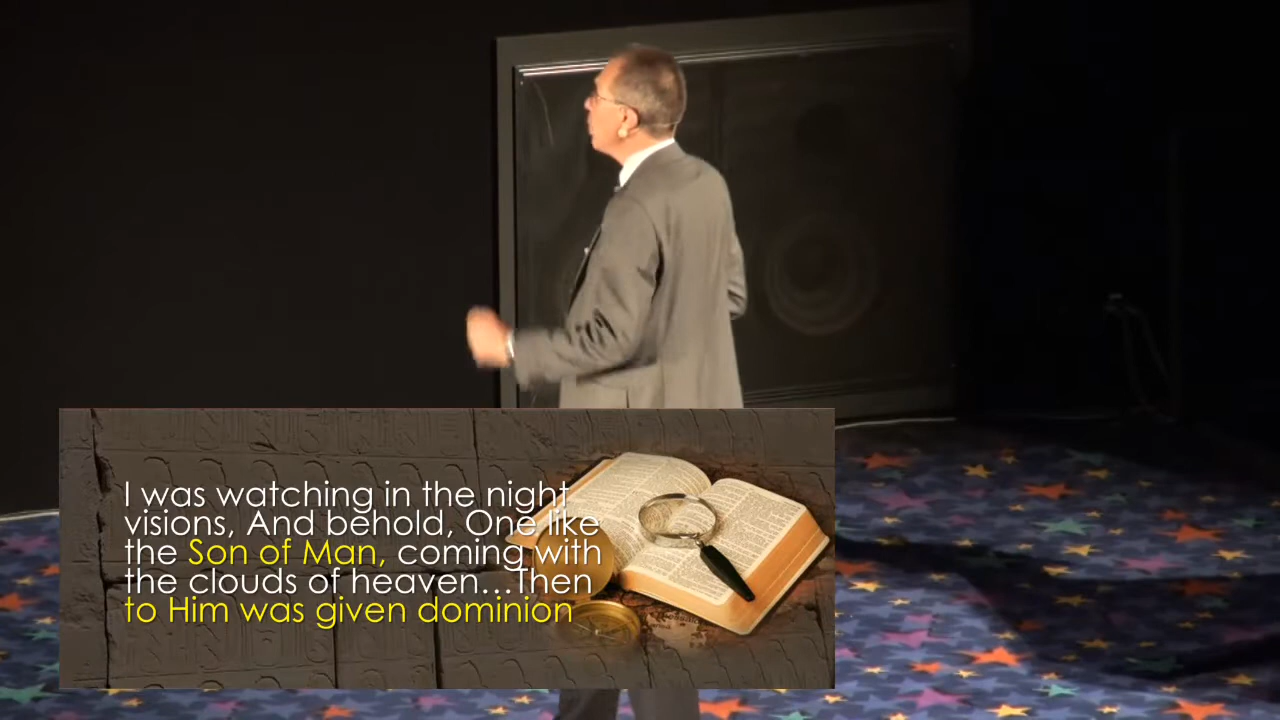 I was watching in the night
visions, And behold, One like
the Son of Man, coming with
the clouds of heaven...Then
to Him was given dominion